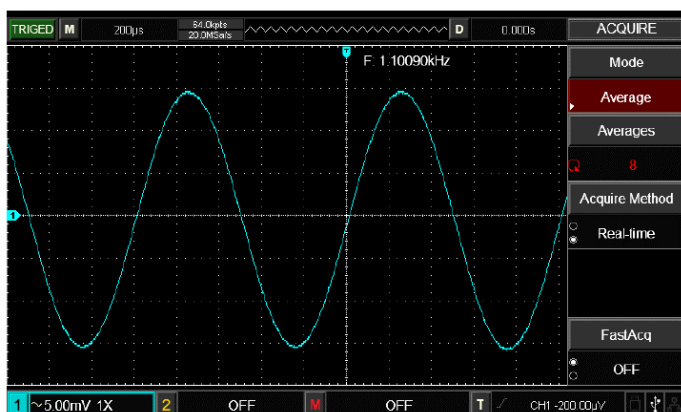 TRIGED M 200μs 64.0kpts 20.0MSa/s D 0.000s ACQUIRE
T
F: 1.10090kHz
Mode
Average
Averages
8
1
Acquire Method
Real-time
FastAcq
OFF
1 ~5.00mV 1X 2 OFF M OFF T CH1 -200.00μV